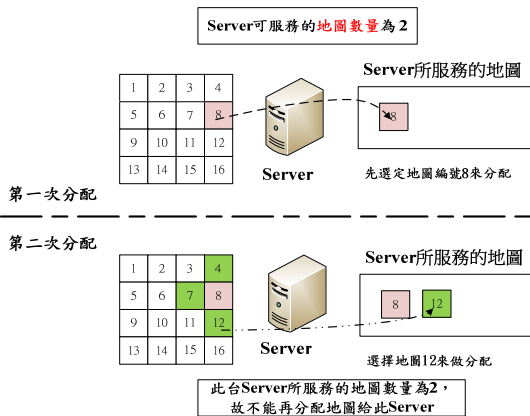 Server可服務的地圖數量為 2
Server所服務的地圖
1 2 3 4
5 6 7 8
9 10 11 12
13 14 15 16
8
Server
先選定地圖編號8來分配
第一次分配
第二次分配
Server所服務的地圖
1 2 3 4
5 6 7 8
9 10 11 12
13 14 15 16
8 12
Server
選擇地圖12來做分配
此台Server所服務的地圖數量為2，
故不能再分配地圖給此Server